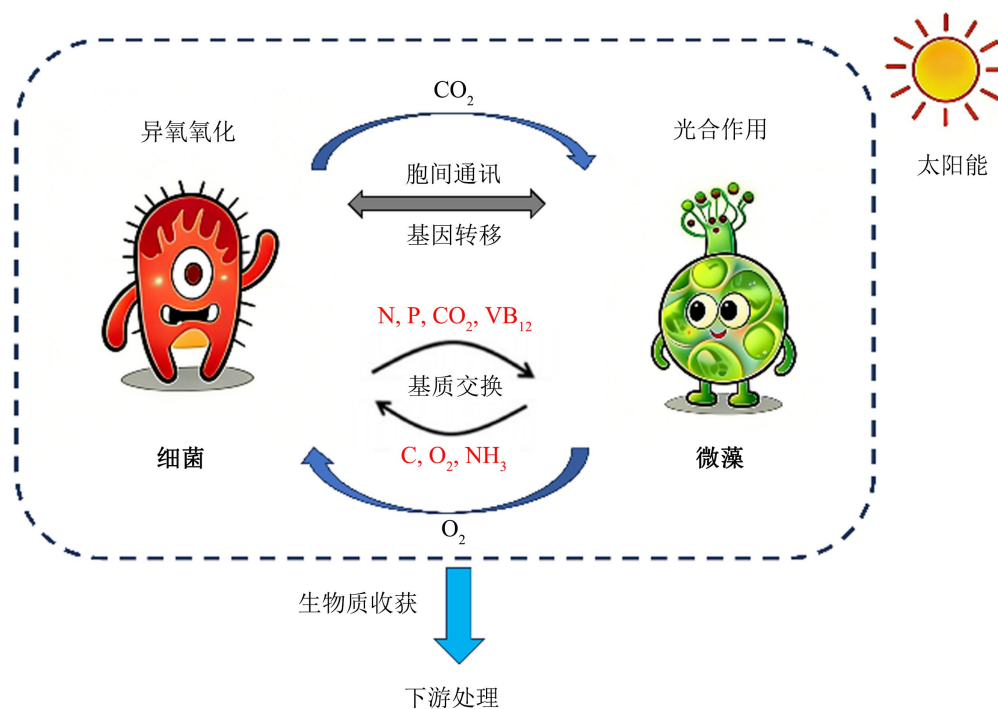 CO₂
异氧氧化
光合作用
太阳能
胞间通讯
基因转移
N, P, CO₂, VB₁₂
基质交换
C, O₂, NH₃
细菌
微藻
O₂
生物质收获
下游处理